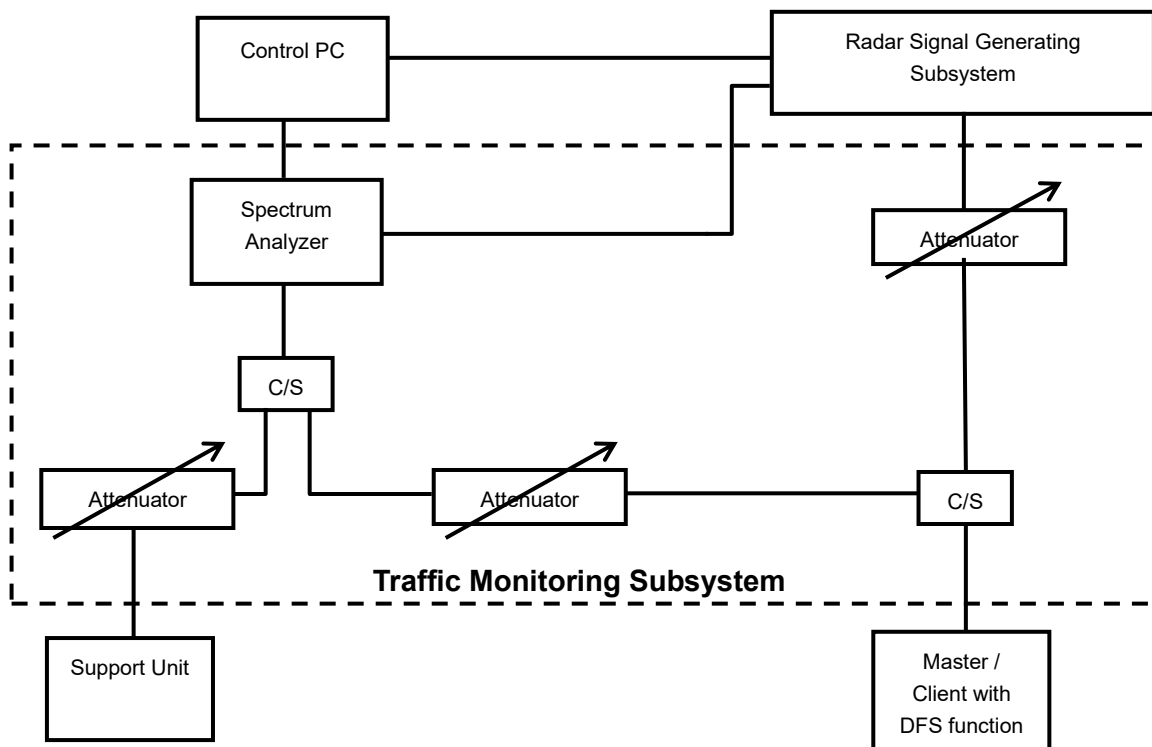 Control PC
Radar Signal Generating
Subsystem
Spectrum
Analyzer
Attenuator
C/S
Attenuator
Attenuator
C/S
Traffic Monitoring Subsystem
Support Unit
Master /
Client with
DFS function